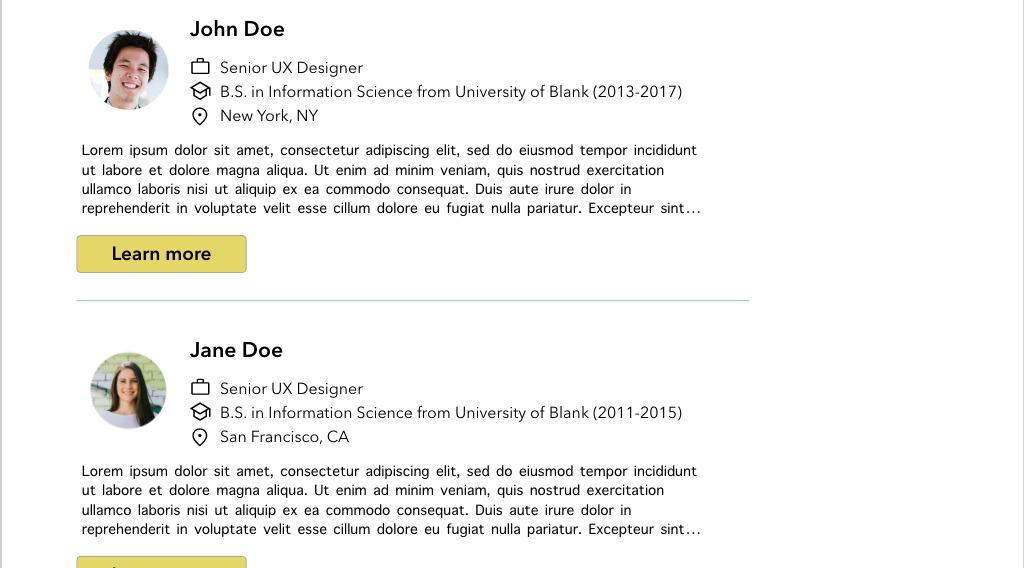 John Doe
Senior UX Designer
B.S. in Information Science from University of Blank (2013-2017)
New York, NY
Lorem ipsum dolor sit amet, consectetur adipiscing elit, sed do eiusmod tempor incididunt
ut labore et dolore magna aliqua. Ut enim ad minim veniam, quis nostrud exercitation
ullamco laboris nisi ut aliquip ex ea commodo consequat. Duis aute irure dolor in
reprehenderit in voluptate velit esse cillum dolore eu fugiat nulla pariatur. Excepteur sint...
Learn more
Jane Doe
Senior UX Designer
B.S. in Information Science from University of Blank (2011-2015)
San Francisco, CA
Lorem ipsum dolor sit amet, consectetur adipiscing elit, sed do eiusmod tempor incididunt
ut labore et dolore magna aliqua. Ut enim ad minim veniam, quis nostrud exercitation
ullamco laboris nisi ut aliquip ex ea commodo consequat. Duis aute irure dolor in
reprehenderit in voluptate velit esse cillum dolore eu fugiat nulla pariatur. Excepteur sint...